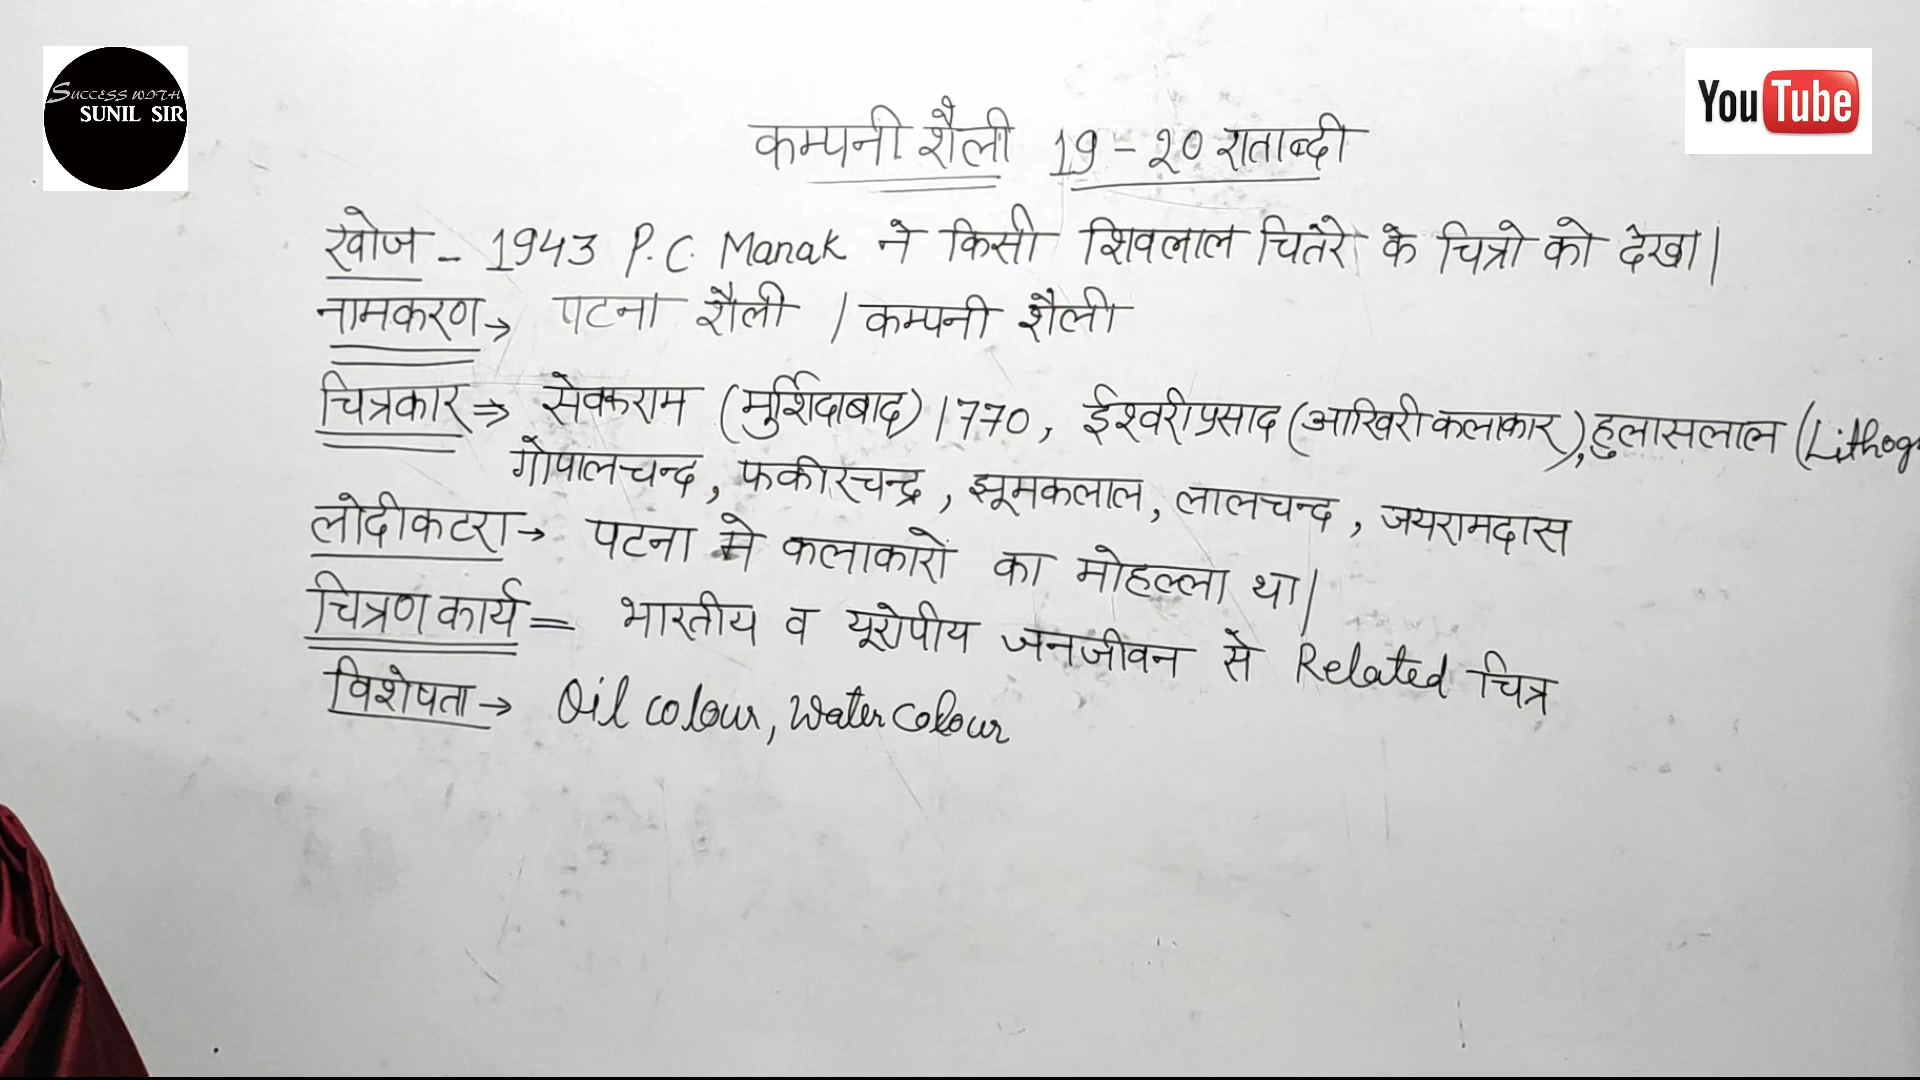 Success with
SUNIL SIR
YouTube
कम्पनी शैली 19 - २० शताब्दी
खोज - 1943 P.C. Manak ने किसी शिवलाल चितेरे के चित्रो को देखा।
नामकरण → पटना शैली / कम्पनी शैली
चित्रकार ⇒ सेवकराम (मुर्शिदाबाद) 1770, ईश्वरीप्रसाद (आखिरी कलाकार), हुलासलाल (Lithog
गोपालचन्द, फकीरचन्द्र, झूमकलाल, लालचन्द, जयरामदास
लोदीकटरा → पटना मे कलाकारों का मोहल्ला था।
चित्रण कार्य = भारतीय व यूरोपीय जनजीवन से Related चित्र
विशेषता → Oil colour, Water Colour